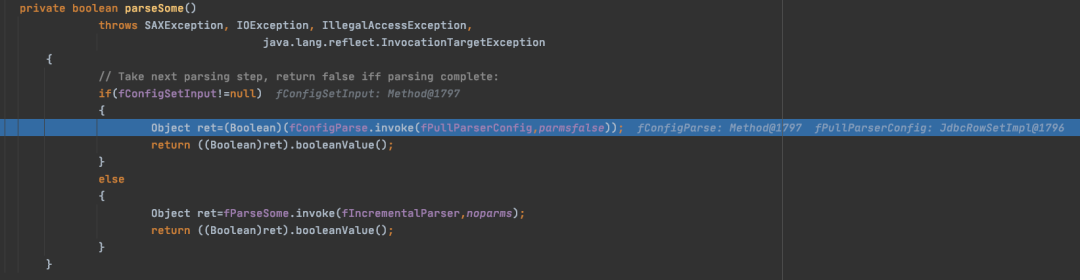 private boolean parseSome()
throws SAXException, IOException, IllegalAccessException,
java.lang.reflect.InvocationTargetException
{
// Take next parsing step, return false iff parsing complete:
if(fConfigSetInput!=null) fConfigSetInput: Method@1797
{
Object ret=(Boolean)(fConfigParse.invoke(fPullParserConfig,parmsfalse)); fConfigParse: Method@1797 fPullParserConfig: JdbcRowSetImpl@1796
return ((Boolean)ret).booleanValue();
}
else
{
Object ret=fParseSome.invoke(fIncrementalParser,noparms);
return ((Boolean)ret).booleanValue();
}
}